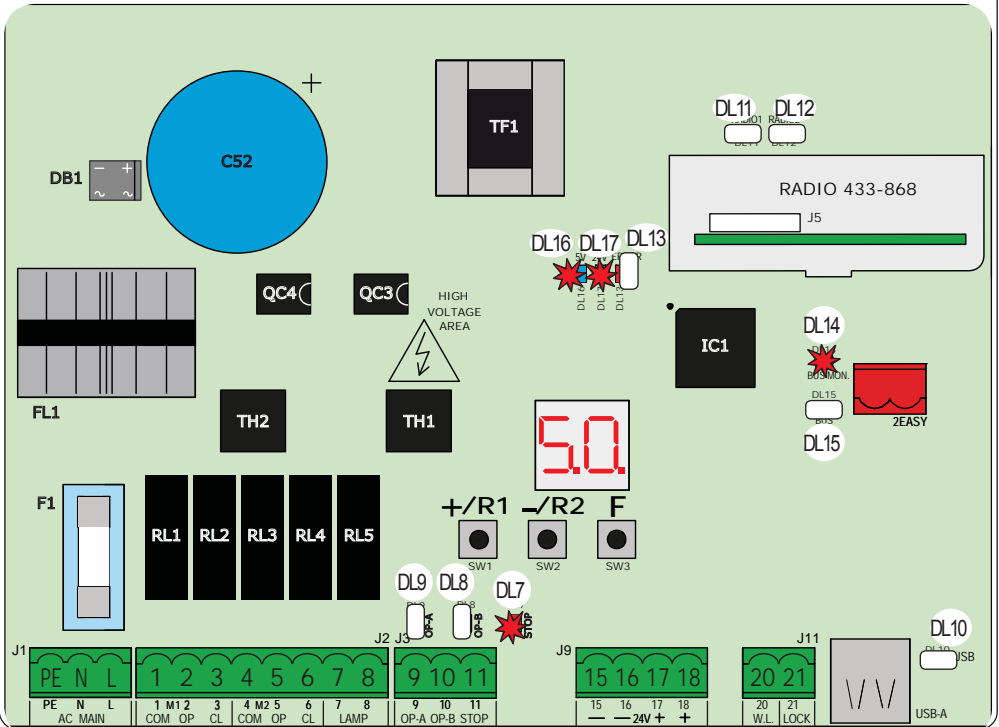 DL11 DL12
+
C52
TF1
DB1
− +
~ ~
RADIO 433-868
J5
DL16 DL17 DL13
5V
DL16 DL17 DL13
QC4 QC3
HIGH
VOLTAGE
AREA
IC1
DL14
BUS MON.
DL15
BUS
DL15
2EASY
FL1
TH2 TH1
5.0.
+/R1 −/R2 F
SW1 SW2 SW3
F1
RL1 RL2 RL3 RL4 RL5
DL9 DL8 DL7
OP-A OP-B STOP
DL10
USB
J1 J2 J3 J9 J11
PE N L 1 2 3 4 5 6 7 8 9 10 11 15 16 17 18 20 21
PE N L 1 M1 2 3 4 M2 5 6 7 8 9 10 11 15 16 17 18 20 21
AC MAIN COM OP CL COM OP CL LAMP OP-A OP-B STOP — — 24V + + W.L. LOCK
USB-A